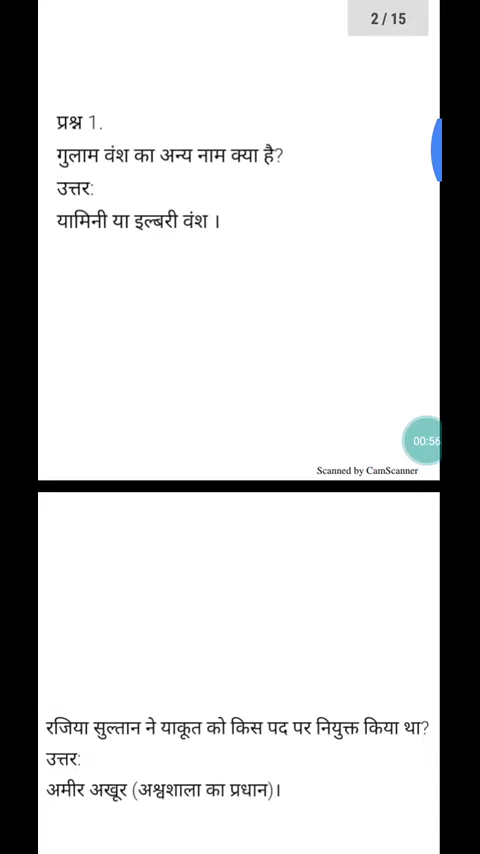 2 / 15
प्रश्न 1.
गुलाम वंश का अन्य नाम क्या है?
उत्तर:
यामिनी या इल्बरी वंश ।
00:56
Scanned by CamScanner
रजिया सुल्तान ने याकूत को किस पद पर नियुक्त किया था?
उत्तर:
अमीर अखूर (अश्वशाला का प्रधान)।